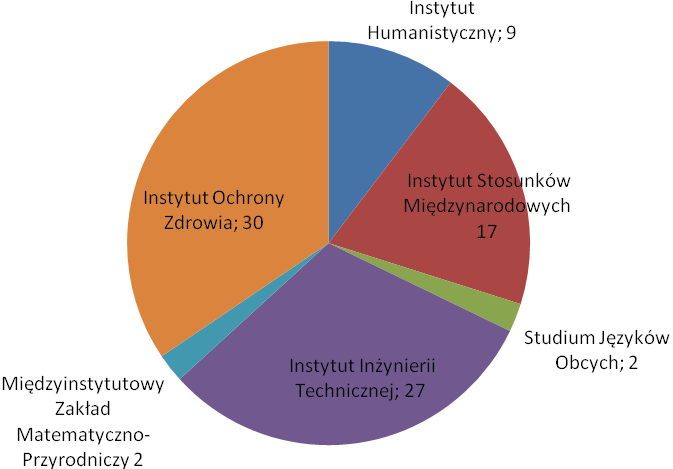 Instytut
Humanistyczny; 9
Instytut Stosunków
Międzynarodowych
17
Studium Języków
Obcych; 2
Instytut Inżynierii
Technicznej; 27
Międzyinstytutowy
Zakład
Matematyczno-
Przyrodniczy 2
Instytut Ochrony
Zdrowia; 30